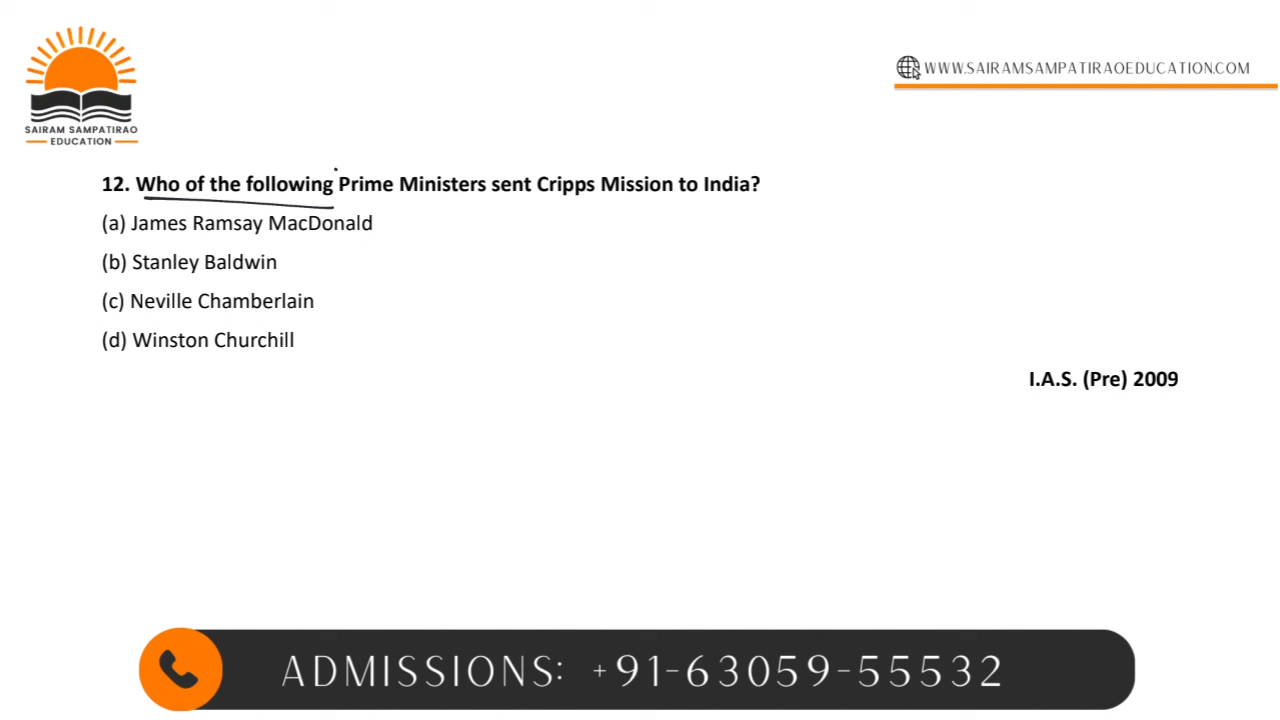 SAIRAM SAMPATIRAO
EDUCATION
WWW.SAIRAMSAMPATIRAOEDUCATION.COM
12. Who of the following Prime Ministers sent Cripps Mission to India?
(a) James Ramsay MacDonald
(b) Stanley Baldwin
(c) Neville Chamberlain
(d) Winston Churchill
I.A.S. (Pre) 2009
ADMISSIONS: +91-63059-55532